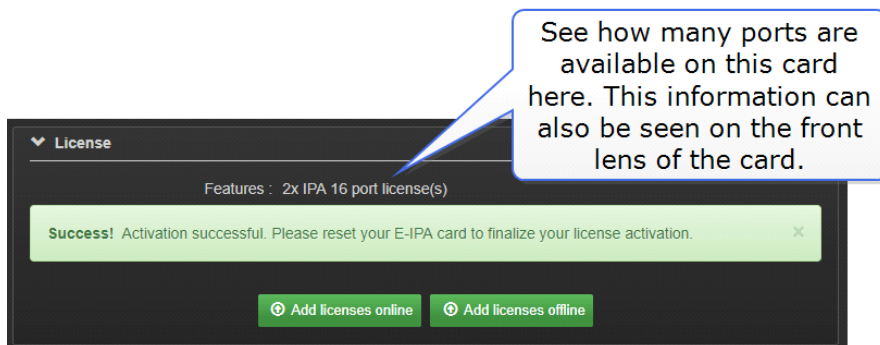 See how many ports are
available on this card
here. This information can
also be seen on the front
lens of the card.
License
Features : 2x IPA 16 port license(s)
Success! Activation successful. Please reset your E-IPA card to finalize your license activation. ×
Add licenses online Add licenses offline